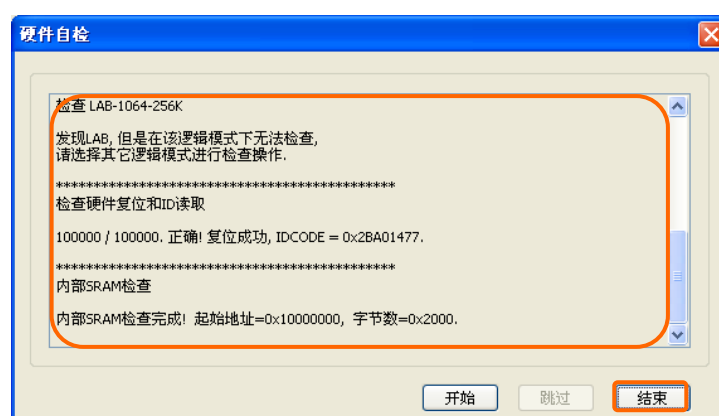 硬件自检
检查 LAB-1064-256K
发现LAB, 但是在该逻辑模式下无法检查,
请选择其它逻辑模式进行检查操作.
***********************************************
检查硬件复位和ID读取
100000 / 100000. 正确! 复位成功, IDCODE = 0x2BA01477.
***********************************************
内部SRAM检查
内部SRAM检查完成! 起始地址=0x10000000, 字节数=0x2000.
开始
跳过
结束